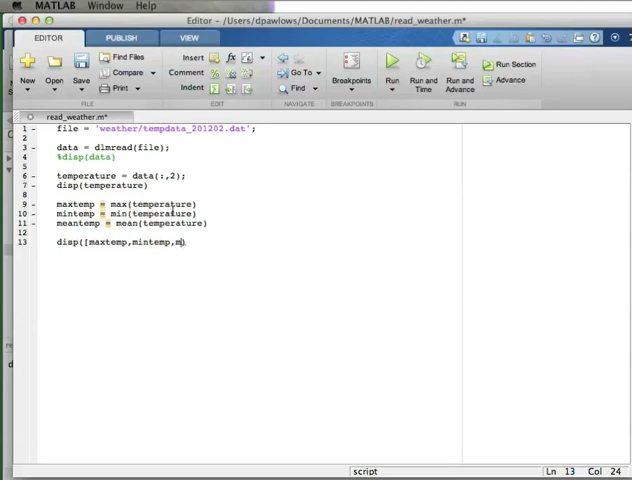 MATLAB Window Help
Editor - /Users/dpawlows/Documents/MATLAB/read_weather.m*
EDITOR PUBLISH VIEW
New Open Save Find Files Compare Print Insert Comment Indent fx Go To Find Breakpoints Run Run and Time Run and Advance Run Section Advance
FILE EDIT NAVIGATE BREAKPOINTS RUN
read_weather.m*
1 file = 'weather/tempdata_201202.dat';
2
3 data = dlmread(file);
4 %disp(data)
5
6 temperature = data(:,2);
7 disp(temperature)
8
9 maxtemp = max(temperature)
10 mintemp = min(temperature)
11 meantemp = mean(temperature)
12
13 disp([maxtemp,mintemp,m)
script Ln 13 Col 24